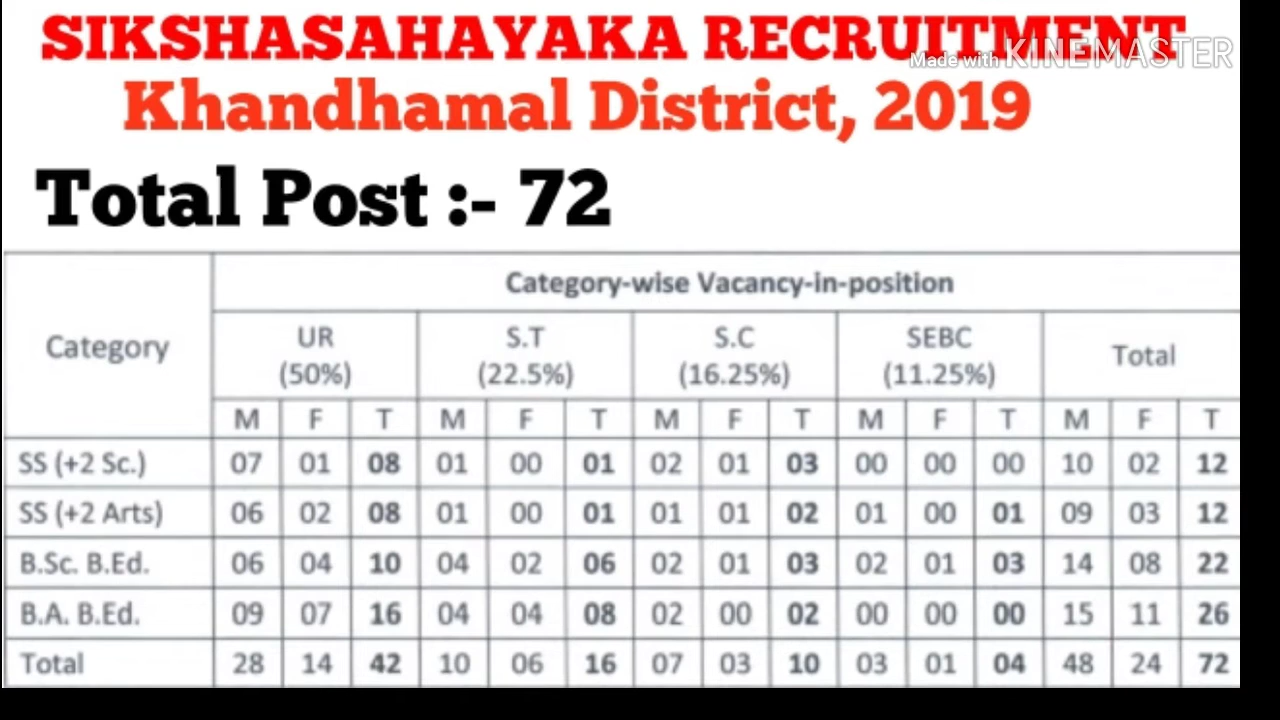 SIKSHASAHAYAKA RECRUITMENT
Made with KINEMASTER
Khandhamal District, 2019
Total Post :- 72
Category-wise Vacancy-in-position
Category UR S.T S.C SEBC Total
(50%) (22.5%) (16.25%) (11.25%)
M F T M F T M F T M F T M F T
SS (+2 Sc.) 07 01 08 01 00 01 02 01 03 00 00 00 10 02 12
SS (+2 Arts) 06 02 08 01 00 01 01 01 02 01 00 01 09 03 12
B.Sc. B.Ed. 06 04 10 04 02 06 02 01 03 02 01 03 14 08 22
B.A. B.Ed. 09 07 16 04 04 08 02 00 02 00 00 00 15 11 26
Total 28 14 42 10 06 16 07 03 10 03 01 04 48 24 72